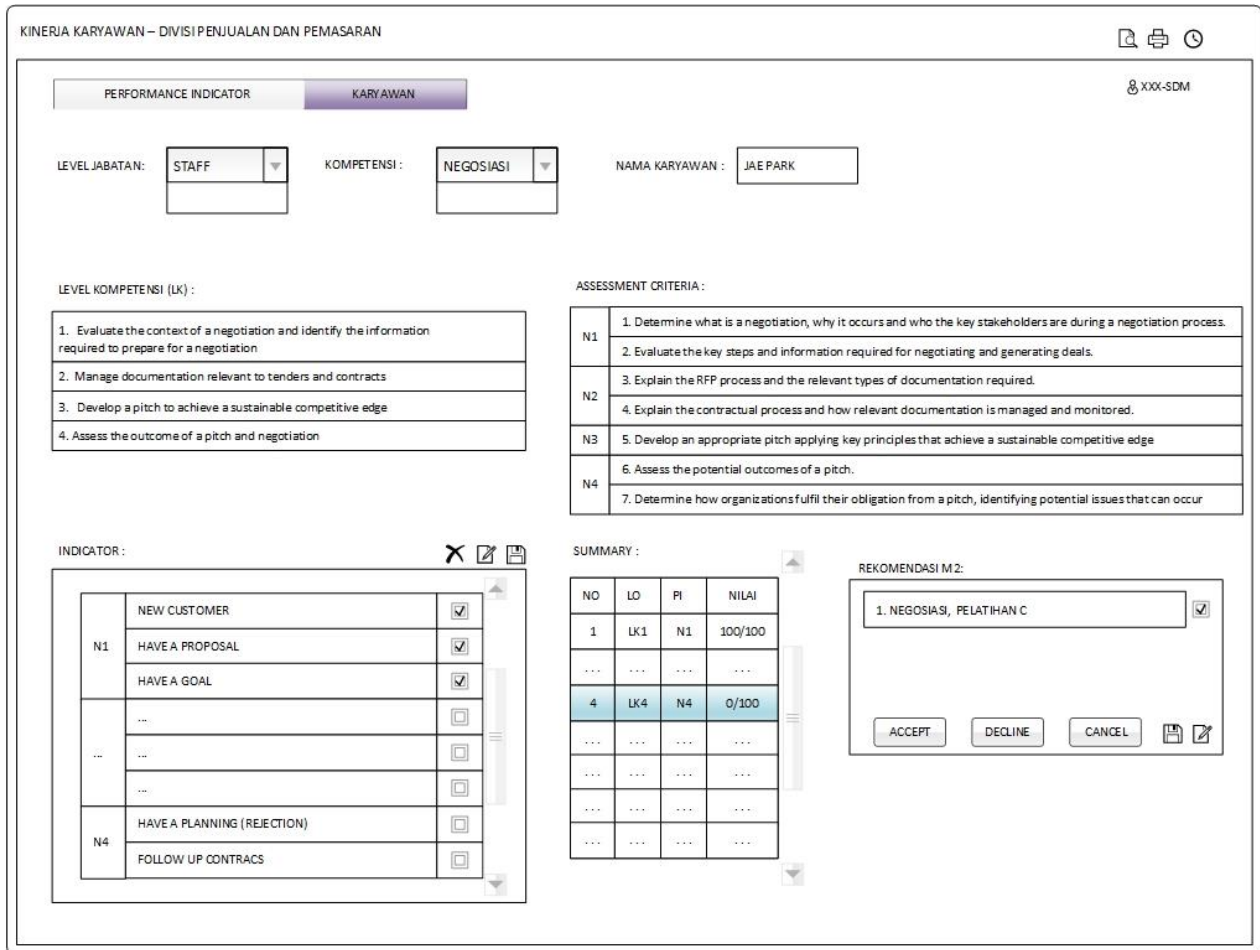 KINERJA KARYAWAN – DIVISI PENJUALAN DAN PEMASARAN
PERFORMANCE INDICATOR
KARYAWAN
XXX-SDM
LEVEL JABATAN:
STAFF
KOMPETENSI :
NEGOSIASI
NAMA KARYAWAN :
JAE PARK
LEVEL KOMPETENSI (LK) :
1. Evaluate the context of a negotiation and identify the information
required to prepare for a negotiation
2. Manage documentation relevant to tenders and contracts
3. Develop a pitch to achieve a sustainable competitive edge
4. Assess the outcome of a pitch and negotiation
ASSESSMENT CRITERIA :
N1
1. Determine what is a negotiation, why it occurs and who the key stakeholders are during a negotiation process.
2. Evaluate the key steps and information required for negotiating and generating deals.
N2
3. Explain the RFP process and the relevant types of documentation required.
4. Explain the contractual process and how relevant documentation is managed and monitored.
N3
5. Develop an appropriate pitch applying key principles that achieve a sustainable competitive edge
N4
6. Assess the potential outcomes of a pitch.
7. Determine how organizations fulfil their obligation from a pitch, identifying potential issues that can occur
INDICATOR :
N1
NEW CUSTOMER
HAVE A PROPOSAL
HAVE A GOAL
...
...
...
...
N4
HAVE A PLANNING (REJECTION)
FOLLOW UP CONTRACS
SUMMARY :
NO LO PI NILAI
1 LK1 N1 100/100
... ... ... ...
4 LK4 N4 0/100
... ... ... ...
... ... ... ...
... ... ... ...
... ... ... ...
REKOMENDASI M2:
1. NEGOSIASI, PELATIHAN C
ACCEPT
DECLINE
CANCEL